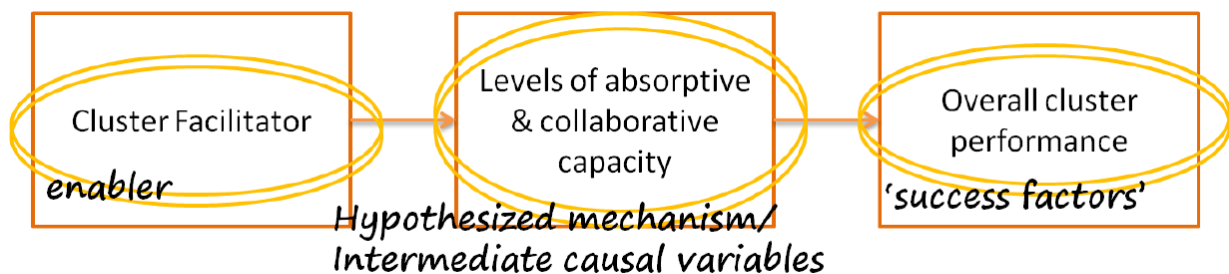 Cluster Facilitator
enabler
Levels of absorptive
& collaborative
capacity
Hypothesized mechanism/
Intermediate causal variables
Overall cluster
performance
‘success factors’